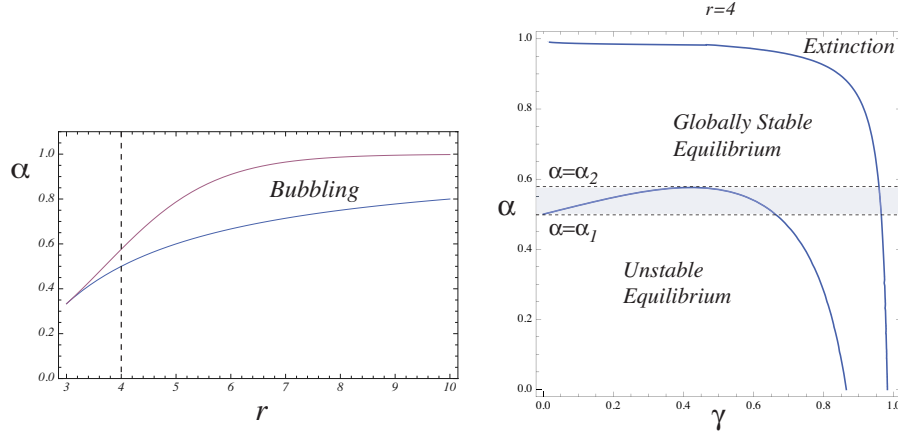 α
1.0
0.8
0.6
0.4
0.2
0.0
Bubbling
3
4
5
6
7
8
9
10
r
r=4
α
1.0
0.8
0.6
0.4
0.2
0.0
Extinction
Globally Stable
Equilibrium
α=α2
α=α1
Unstable
Equilibrium
0.0
0.2
0.4
0.6
0.8
1.0
γ